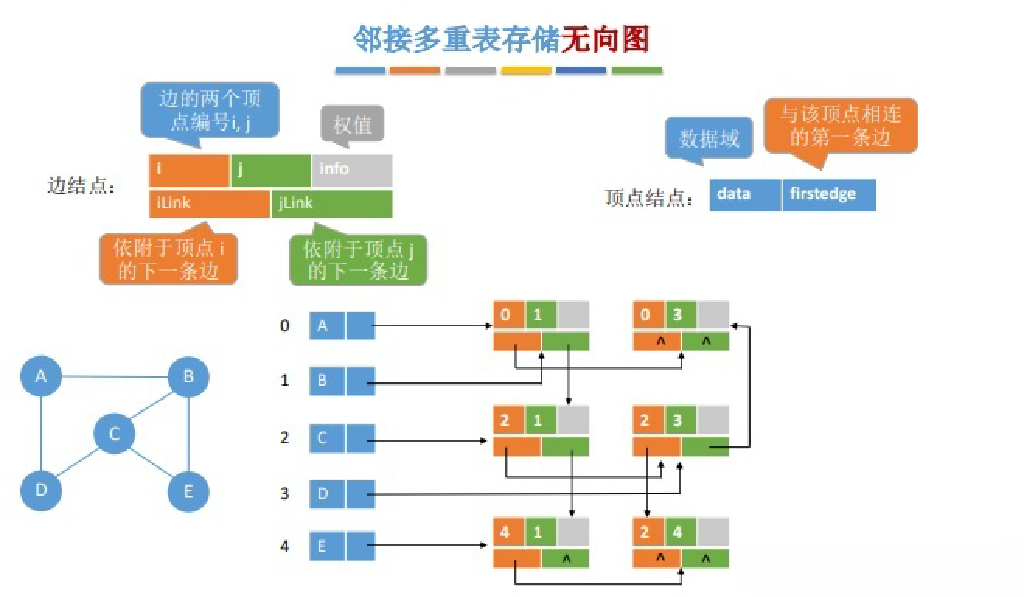 邻接多重表存储无向图
边的两个顶
点编号i, j
权值
数据域
与该顶点相连
的第一条边
边结点：
i
j
info
iLink
jLink
顶点结点：
data
firstedge
依附于顶点 i
的下一条边
依附于顶点 j
的下一条边
0
A
0
1
0
3
^
^
1
B
2
C
2
1
2
3
3
D
4
E
4
1
2
4
^
^
^
A
B
C
D
E